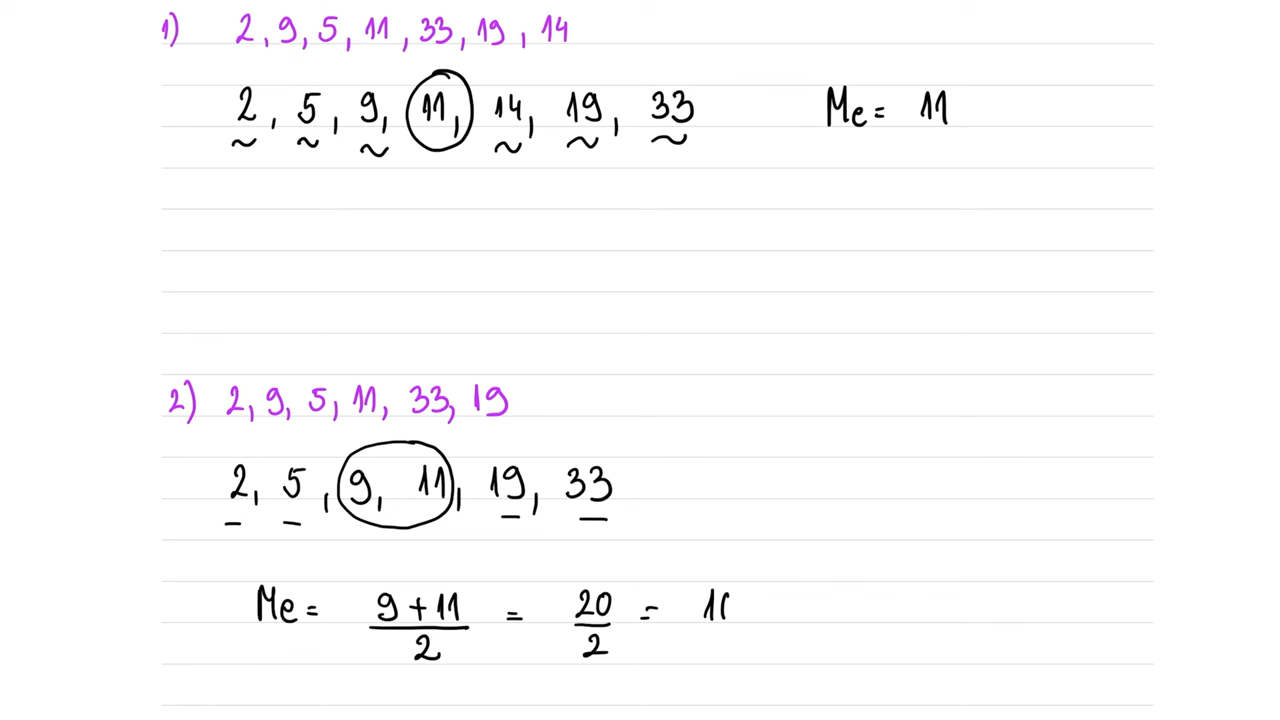 1) 2, 9, 5, 11, 33, 19, 14
2, 5, 9, 11, 14, 19, 33 Me = 11
2) 2, 9, 5, 11, 33, 19
2, 5, 9, 11, 19, 33
Me = 9 + 11 / 2 = 20 / 2 =